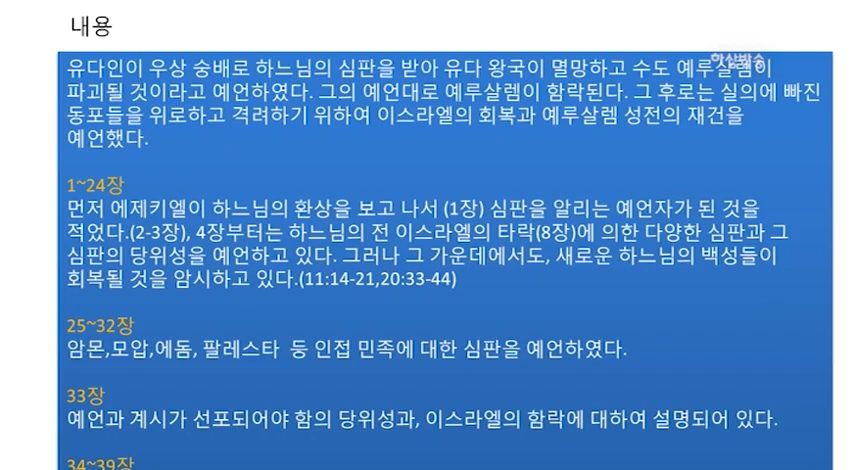 내용
한상방송
유다인이 우상 숭배로 하느님의 심판을 받아 유다 왕국이 멸망하고 수도 예루살렘이
파괴될 것이라고 예언하였다. 그의 예언대로 예루살렘이 함락된다. 그 후로는 실의에 빠진
동포들을 위로하고 격려하기 위하여 이스라엘의 회복과 예루살렘 성전의 재건을
예언했다.
1~24장
먼저 에제키엘이 하느님의 환상을 보고 나서 (1장) 심판을 알리는 예언자가 된 것을
적었다.(2-3장), 4장부터는 하느님의 전 이스라엘의 타락(8장)에 의한 다양한 심판과 그
심판의 당위성을 예언하고 있다. 그러나 그 가운데에서도, 새로운 하느님의 백성들이
회복될 것을 암시하고 있다.(11:14-21,20:33-44)
25~32장
암몬,모압,에돔, 팔레스타 등 인접 민족에 대한 심판을 예언하였다.
33장
예언과 계시가 선포되어야 함의 당위성과, 이스라엘의 함락에 대하여 설명되어 있다.
34~39장